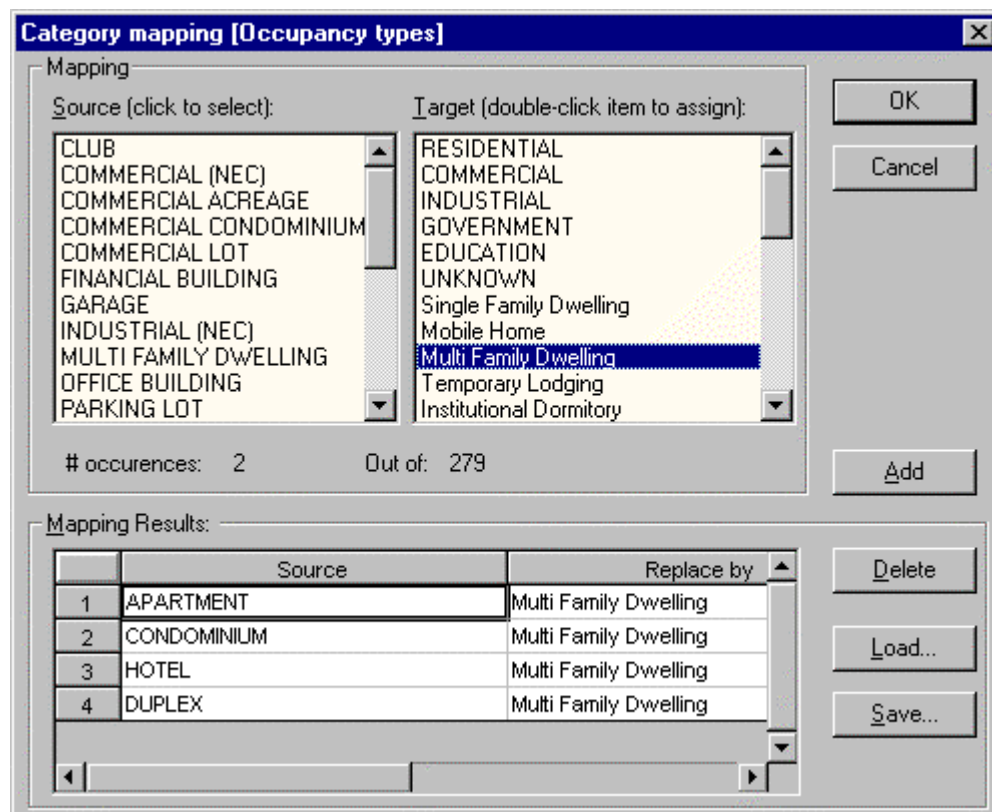 Category mapping [Occupancy types]
Mapping
Source (click to select):
Target (double-click item to assign):
CLUB
COMMERCIAL (NEC)
COMMERCIAL ACREAGE
COMMERCIAL CONDOMINIUM
COMMERCIAL LOT
FINANCIAL BUILDING
GARAGE
INDUSTRIAL (NEC)
MULTI FAMILY DWELLING
OFFICE BUILDING
PARKING LOT
RESIDENTIAL
COMMERCIAL
INDUSTRIAL
GOVERNMENT
EDUCATION
UNKNOWN
Single Family Dwelling
Mobile Home
Multi Family Dwelling
Temporary Lodging
Institutional Dormitory
# occurences: 2 Out of: 279
OK
Cancel
Add
Mapping Results:
Source Replace by
1 APARTMENT Multi Family Dwelling
2 CONDOMINIUM Multi Family Dwelling
3 HOTEL Multi Family Dwelling
4 DUPLEX Multi Family Dwelling
Delete
Load...
Save...